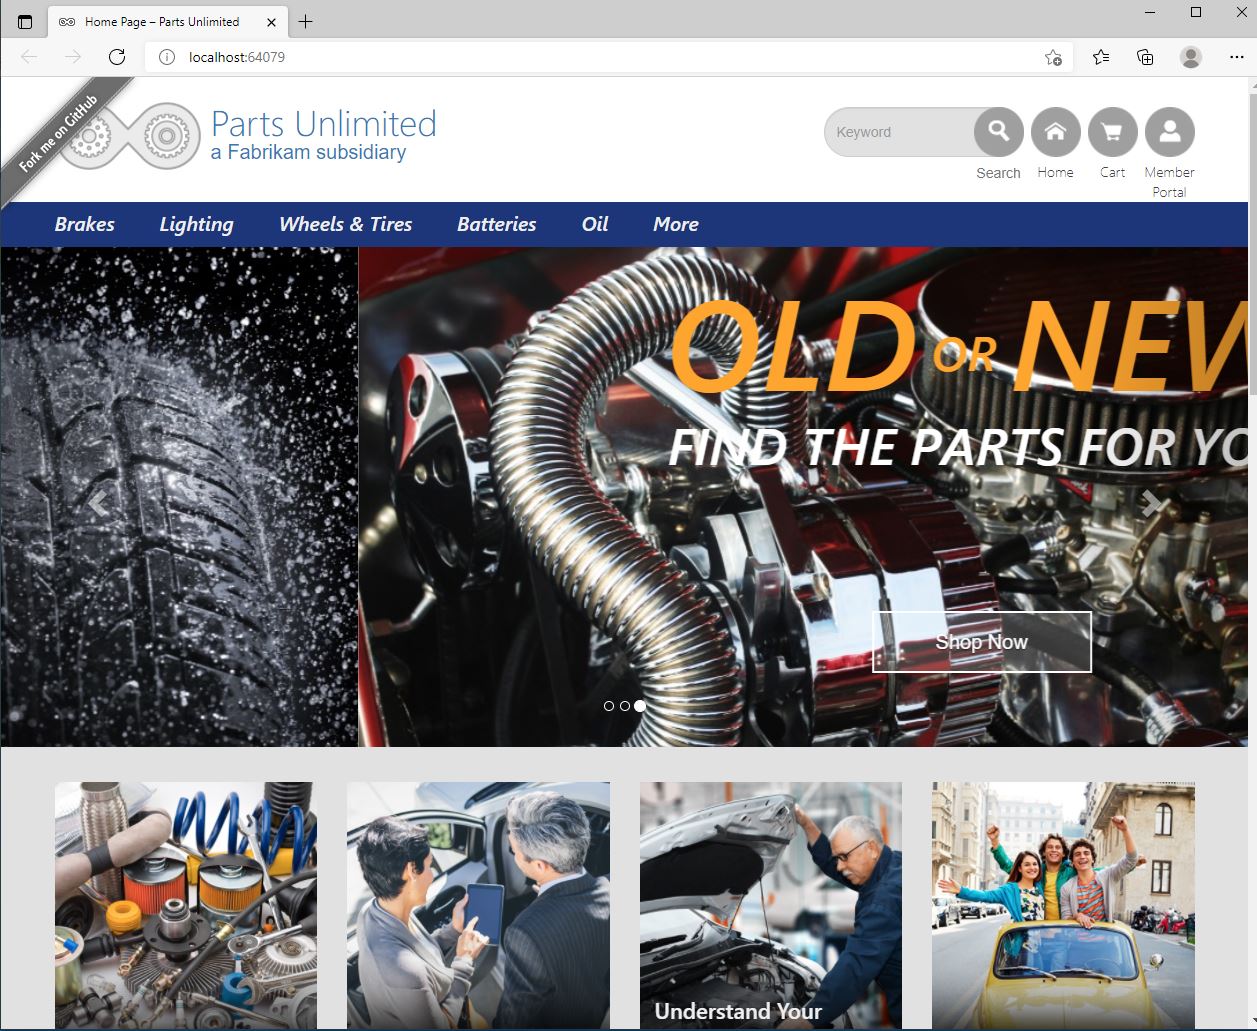 Home Page – Parts Unlimited
localhost:64079
Fork me on GitHub
Parts Unlimited
a Fabrikam subsidiary
Keyword
Search
Home
Cart
Member
Portal
Brakes
Lighting
Wheels & Tires
Batteries
Oil
More
OLD OR NEW
FIND THE PARTS FOR YO
Shop Now
Understand Your